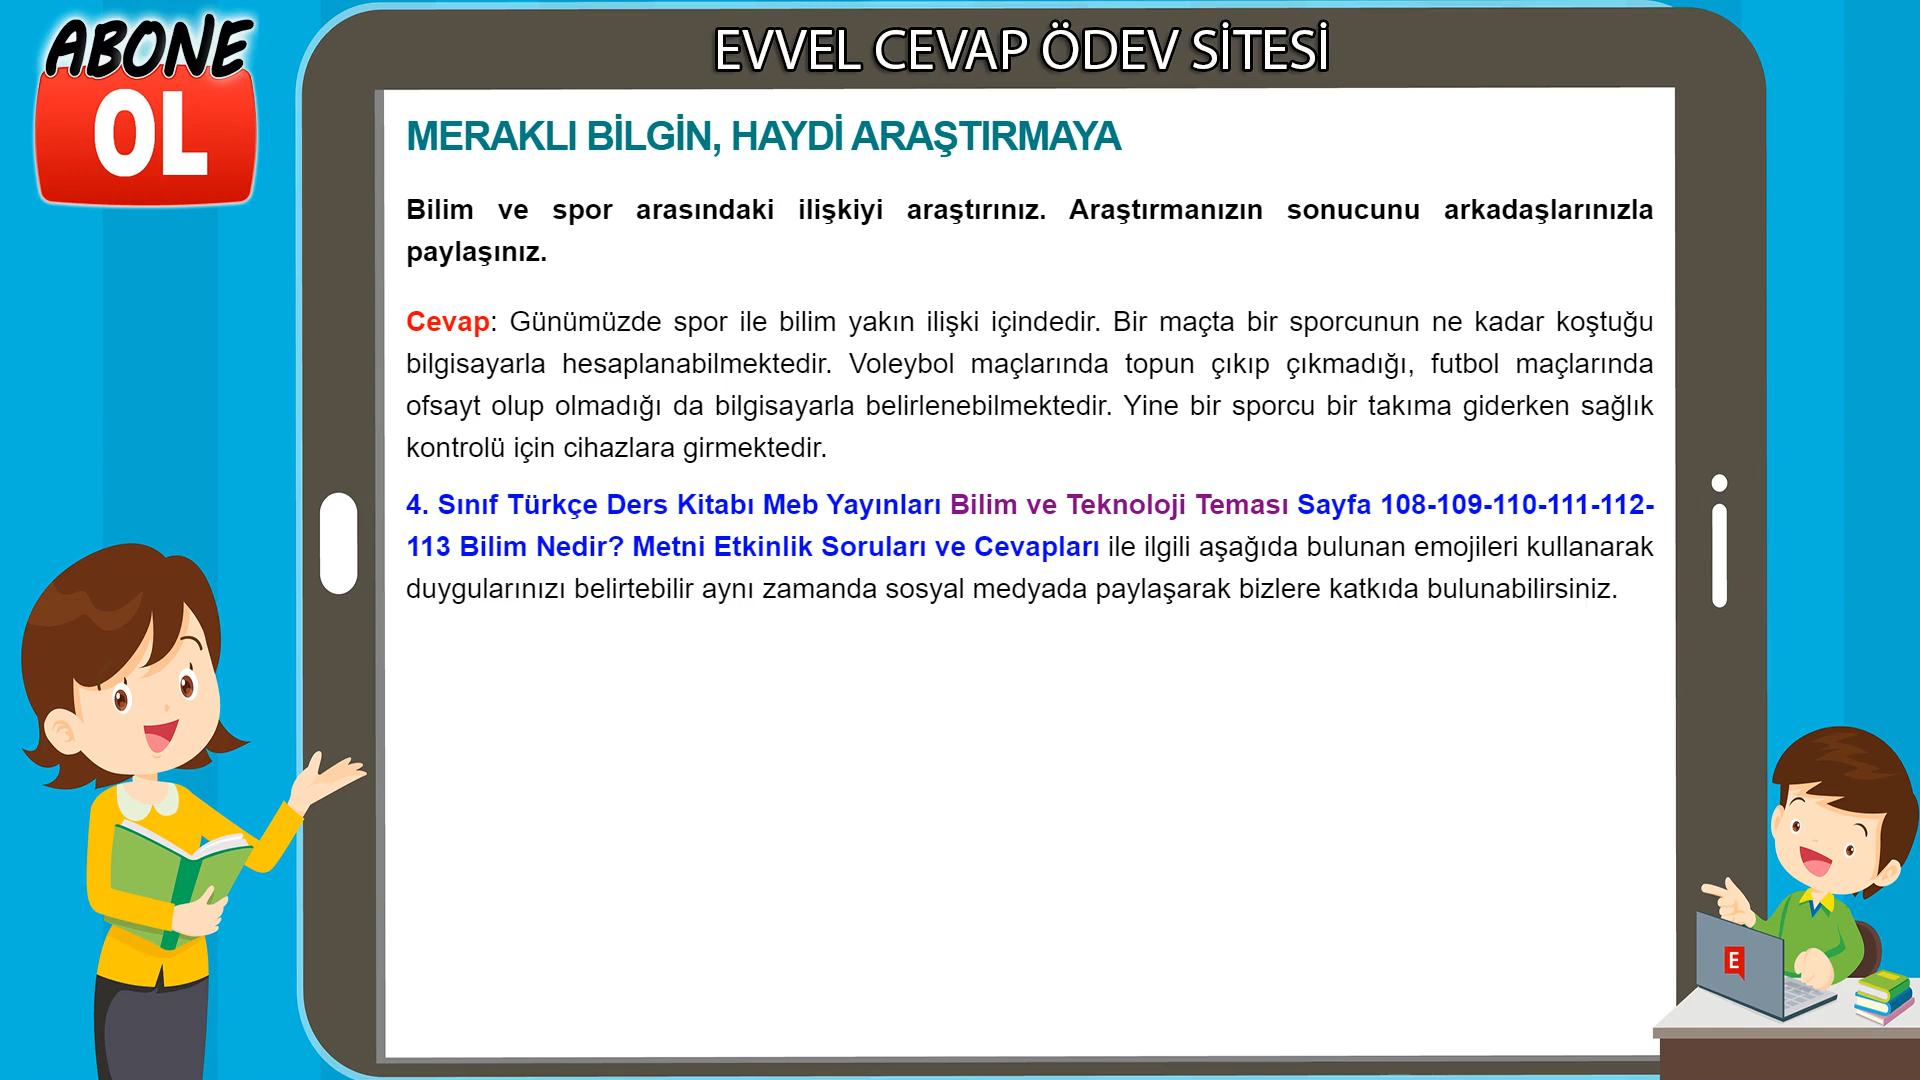 ABONE
OL
EVVEL CEVAP ÖDEV SİTESİ
MERAKLI BİLGİN, HAYDİ ARAŞTIRMAYA
Bilim ve spor arasındaki ilişkiyi araştırınız. Araştırmanızın sonucunu arkadaşlarınızla
paylaşınız.
Cevap: Günümüzde spor ile bilim yakın ilişki içindedir. Bir maçta bir sporcunun ne kadar koştuğu
bilgisayarla hesaplanabilmektedir. Voleybol maçlarında topun çıkıp çıkmadığı, futbol maçlarında
ofsayt olup olmadığı da bilgisayarla belirlenebilmektedir. Yine bir sporcu bir takıma giderken sağlık
kontrolü için cihazlara girmektedir.
4. Sınıf Türkçe Ders Kitabı Meb Yayınları Bilim ve Teknoloji Teması Sayfa 108-109-110-111-112-
113 Bilim Nedir? Metni Etkinlik Soruları ve Cevapları ile ilgili aşağıda bulunan emojileri kullanarak
duygularınızı belirtebilir aynı zamanda sosyal medyada paylaşarak bizlere katkıda bulunabilirsiniz.
E